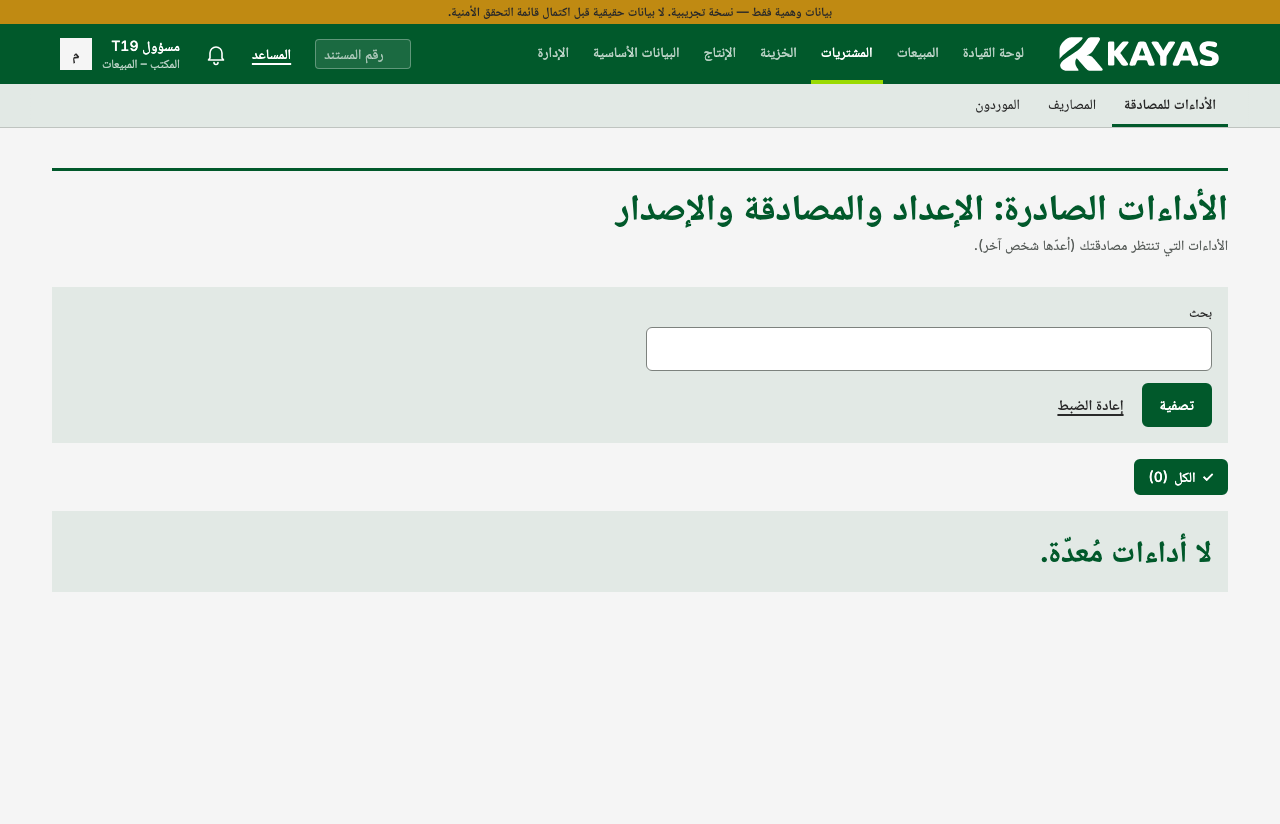 بيانات وهمية فقط — نسخة تجريبية. لا بيانات حقيقية قبل اكتمال قائمة التحقق الأمنية.
KAYAS
لوحة القيادة
المبيعات
المشتريات
الخزينة
الإنتاج
البيانات الأساسية
الإدارة
رقم المستند
المساعد
مسؤول T19
المكتب – المبيعات
م
الأداءات للمصادقة
المصاريف
الموردون
الأداءات الصادرة: الإعداد والمصادقة والإصدار
الأداءات التي تنتظر مصادقتك (أعدّها شخص آخر).
بحث
تصفية
إعادة الضبط
✓ الكل (0)
لا أداءات مُعدّة.